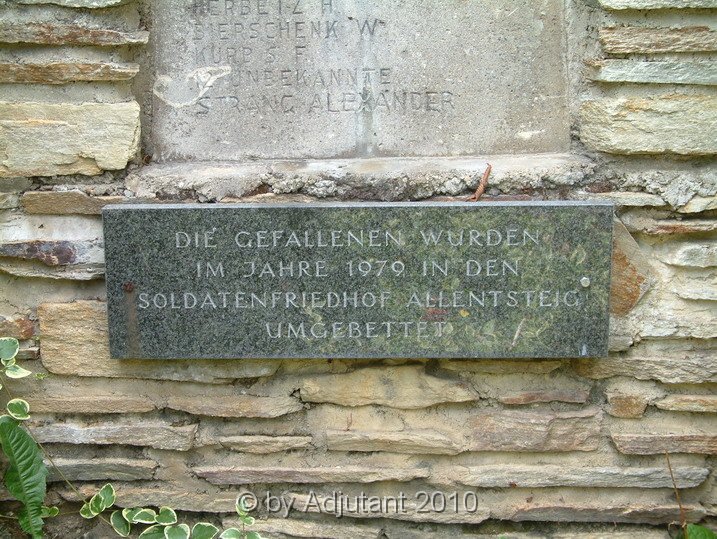 HERBETZ H
BIERSCHENK W
KURBS F
UNBEKANNTE
STRANG ALEXANDER
DIE GEFALLENEN WURDEN
IM JAHRE 1979 IN DEN
SOLDATENFRIEDHOF ALLENTSTEIG
UMGEBETTET
© by Adjutant 2010